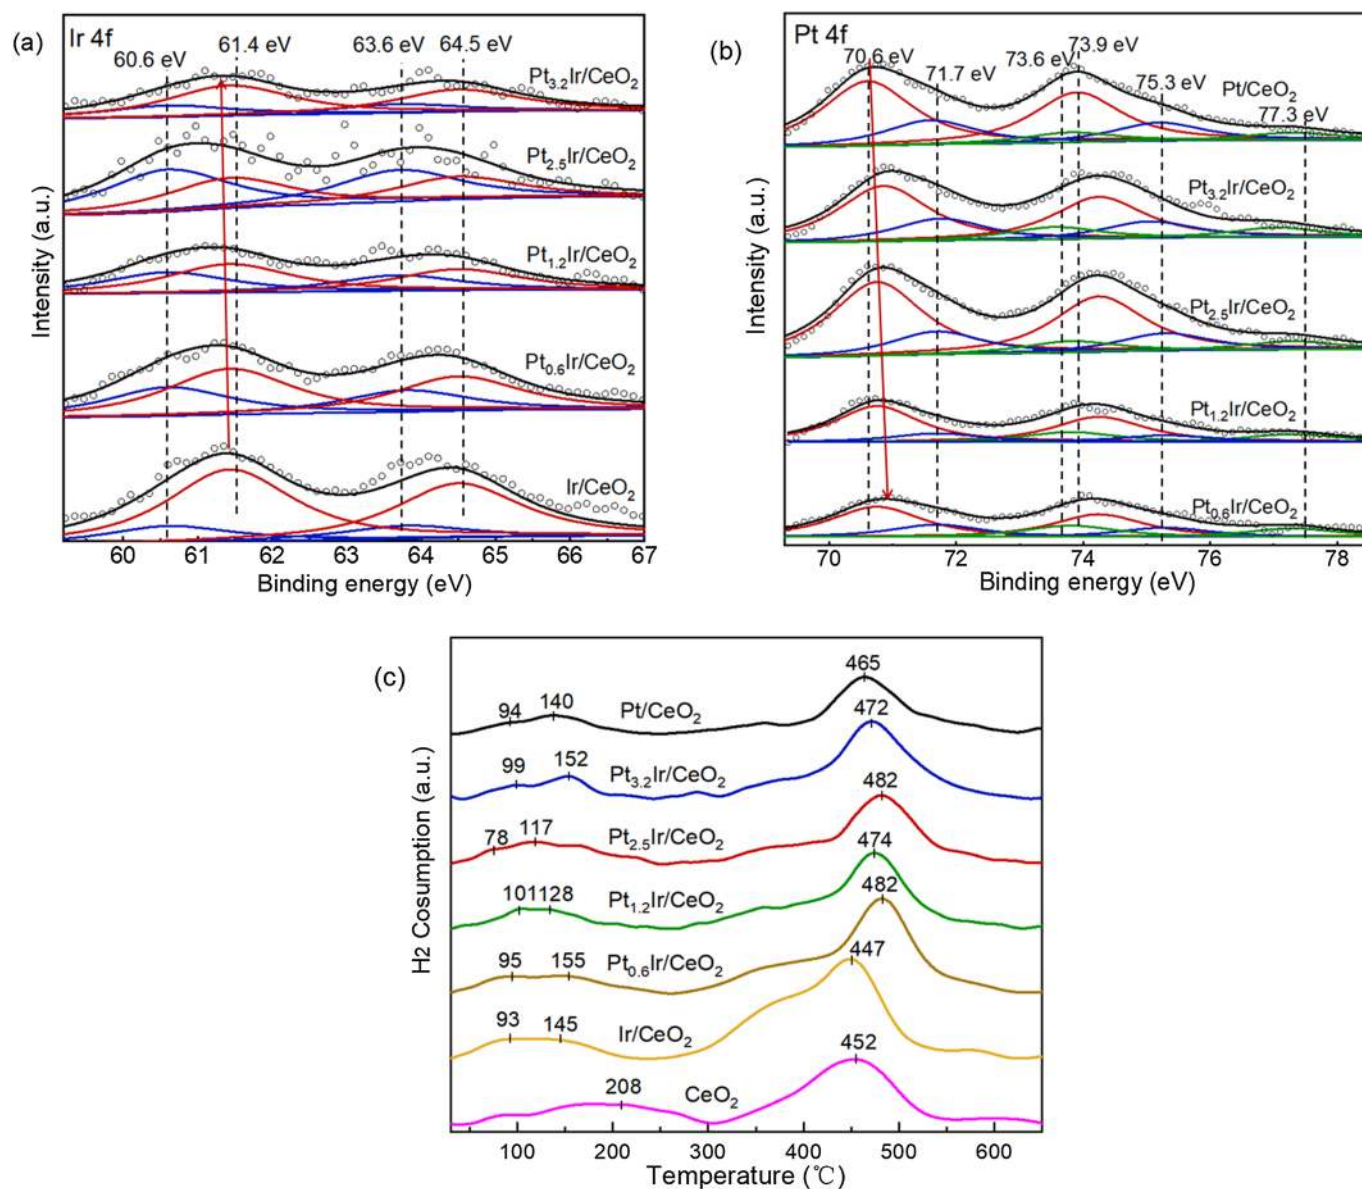 (a)
Ir 4f
60.6 eV
61.4 eV
63.6 eV
64.5 eV
Pt3.2Ir/CeO2
Pt2.5Ir/CeO2
Pt1.2Ir/CeO2
Pt0.6Ir/CeO2
Ir/CeO2
Intensity (a.u.)
60 61 62 63 64 65 66 67
Binding energy (eV)
(b)
Pt 4f
70.6 eV
71.7 eV
73.6 eV
73.9 eV
75.3 eV
77.3 eV
Pt/CeO2
Pt3.2Ir/CeO2
Pt2.5Ir/CeO2
Pt1.2Ir/CeO2
Pt0.6Ir/CeO2
Intensity (a.u.)
70 72 74 76 78
Binding energy (eV)
(c)
94 140 Pt/CeO2 465
99 152 Pt3.2Ir/CeO2 472
78 117 Pt2.5Ir/CeO2 482
101 128 Pt1.2Ir/CeO2 474
95 155 Pt0.6Ir/CeO2 482
93 145 Ir/CeO2 447
208 CeO2 452
H2 Cosumption (a.u.)
100 200 300 400 500 600
Temperature (℃)